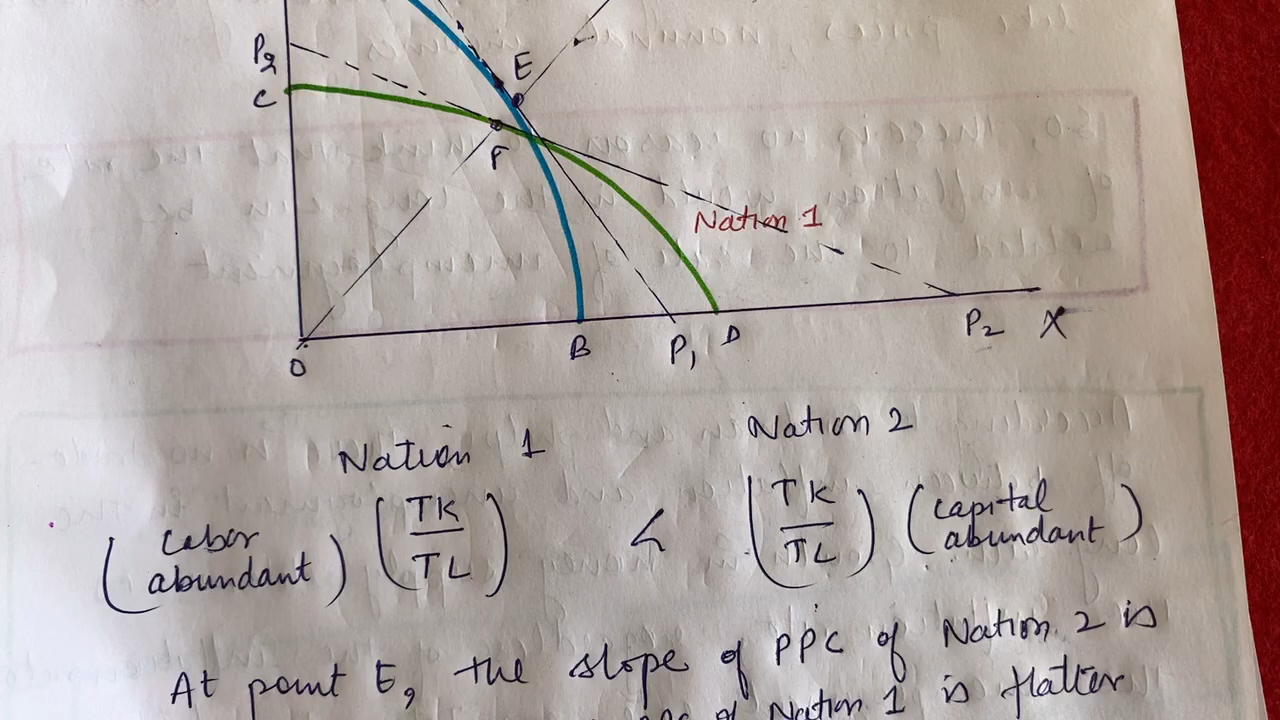 E
P2
C
F
Nation 1
O
B
P1
D
P2
X
Nation 1
Nation 2
(Labor abundant) (TK/TL) < (TK/TL) (capital abundant)
At point E, the slope of PPC of Nation 2 is
of Nation 1 is flatter